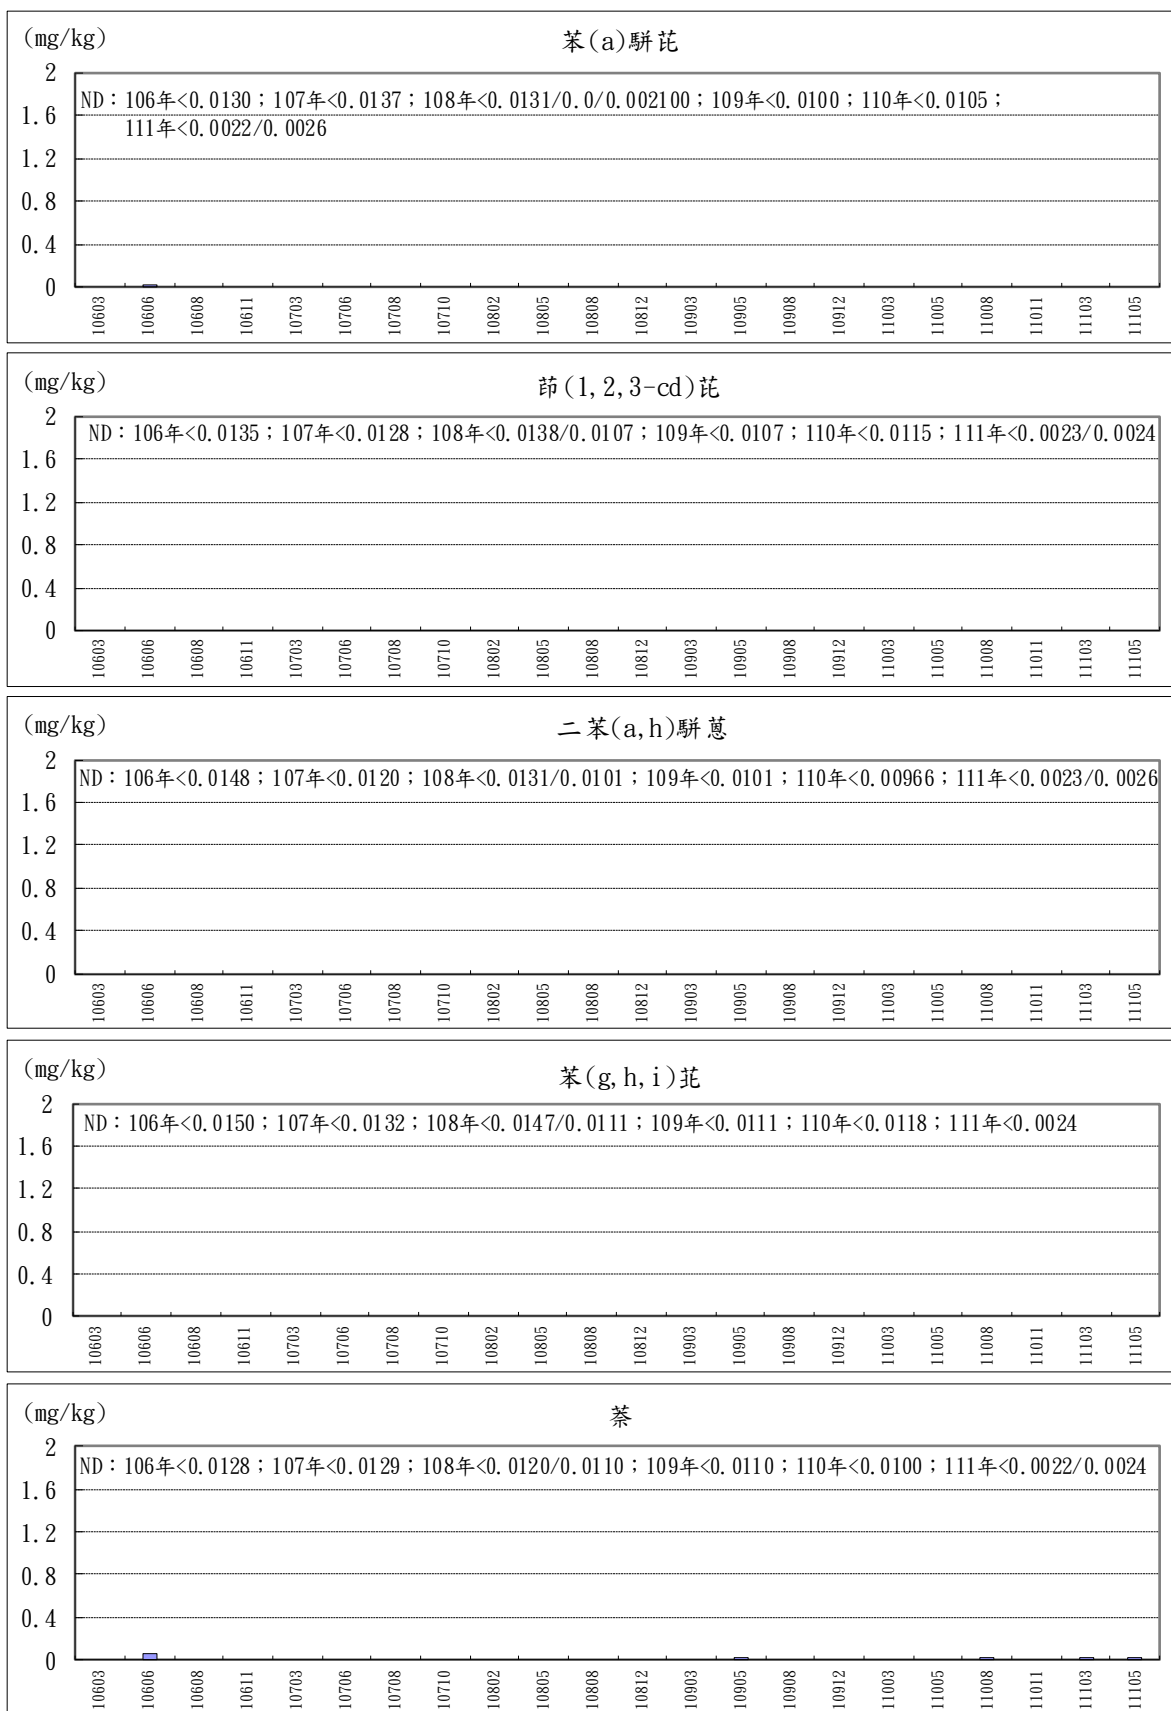 (mg/kg)
苯(a)駢芘
2
ND：106年<0.0130；107年<0.0137；108年<0.0131/0.0/0.002100；109年<0.0100；110年<0.0105；
1.6
111年<0.0022/0.0026
1.2
0.8
0.4
0
10603 10606 10608 10611 10703 10706 10708 10710 10802 10805 10808 10812 10903 10905 10908 10912 11003 11005 11008 11011 11103 11105
(mg/kg)
茚(1,2,3-cd)芘
2
ND：106年<0.0135；107年<0.0128；108年<0.0138/0.0107；109年<0.0107；110年<0.0115；111年<0.0023/0.0024
1.6
1.2
0.8
0.4
0
10603 10606 10608 10611 10703 10706 10708 10710 10802 10805 10808 10812 10903 10905 10908 10912 11003 11005 11008 11011 11103 11105
(mg/kg)
二苯(a,h)駢蒽
2
ND：106年<0.0148；107年<0.0120；108年<0.0131/0.0101；109年<0.0101；110年<0.00966；111年<0.0023/0.0026
1.6
1.2
0.8
0.4
0
10603 10606 10608 10611 10703 10706 10708 10710 10802 10805 10808 10812 10903 10905 10908 10912 11003 11005 11008 11011 11103 11105
(mg/kg)
苯(g,h,i)苝
2
ND：106年<0.0150；107年<0.0132；108年<0.0147/0.0111；109年<0.0111；110年<0.0118；111年<0.0024
1.6
1.2
0.8
0.4
0
10603 10606 10608 10611 10703 10706 10708 10710 10802 10805 10808 10812 10903 10905 10908 10912 11003 11005 11008 11011 11103 11105
(mg/kg)
萘
2
ND：106年<0.0128；107年<0.0129；108年<0.0120/0.0110；109年<0.0110；110年<0.0100；111年<0.0022/0.0024
1.6
1.2
0.8
0.4
0
10603 10606 10608 10611 10703 10706 10708 10710 10802 10805 10808 10812 10903 10905 10908 10912 11003 11005 11008 11011 11103 11105